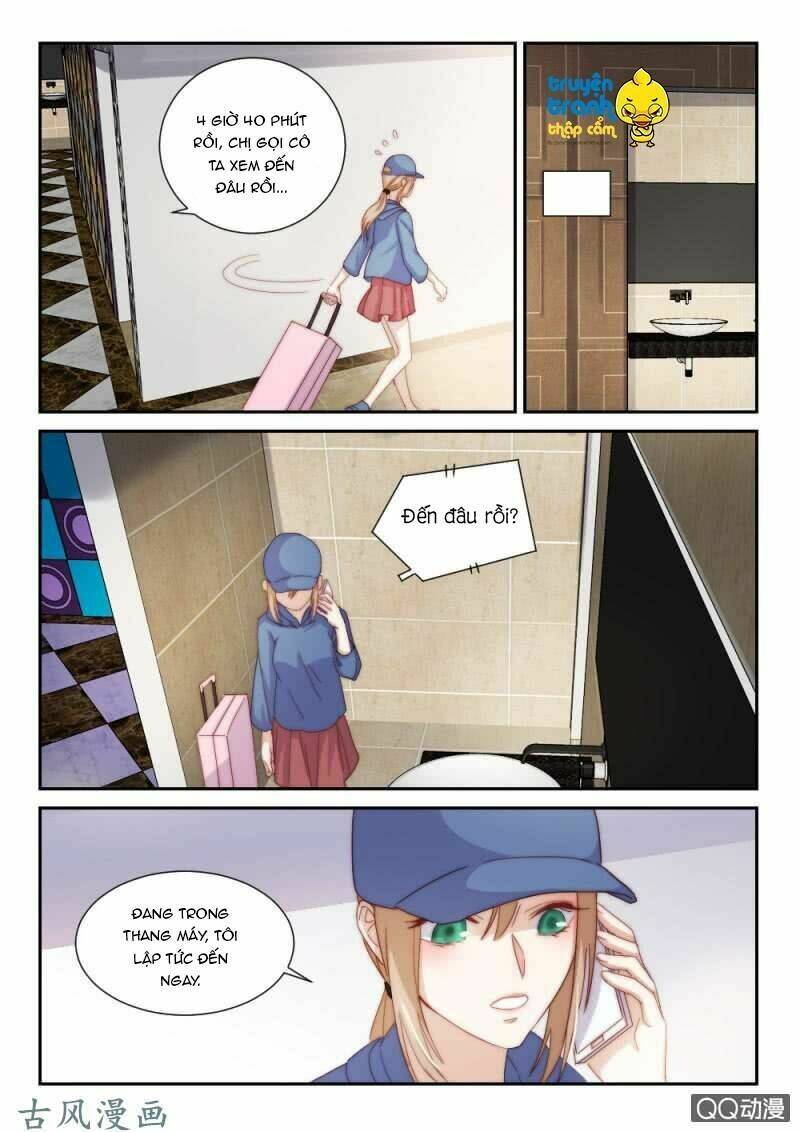 4 GIỜ 40 PHÚT
RỒI, CHỊ GỌI CÔ
TA XEM ĐẾN
ĐÂU RỒI...
truyện
tranh
thập cẩm
Đến đâu rồi?
ĐANG TRONG
THANG MÁY, TÔI
LẬP TỨC ĐẾN
NGAY.
古风漫画
QQ动漫